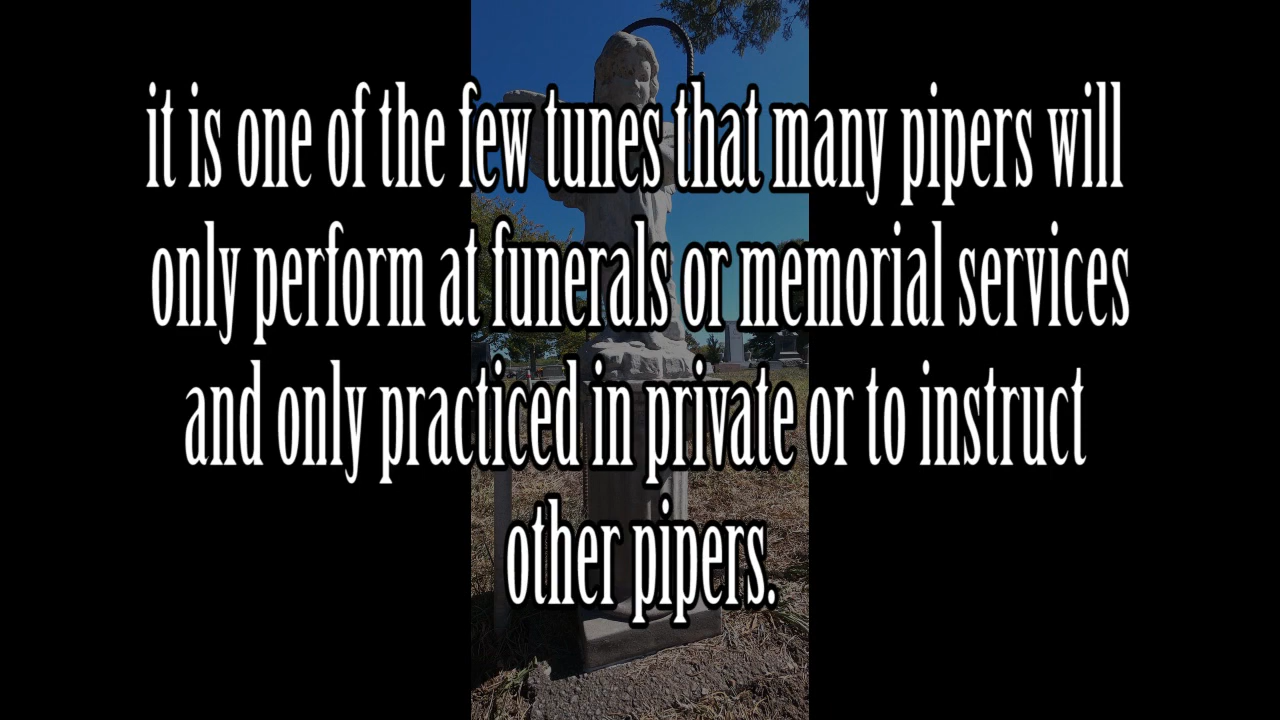 it is one of the few tunes that many pipers will
only perform at funerals or memorial services
and only practiced in private or to instruct
other pipers.